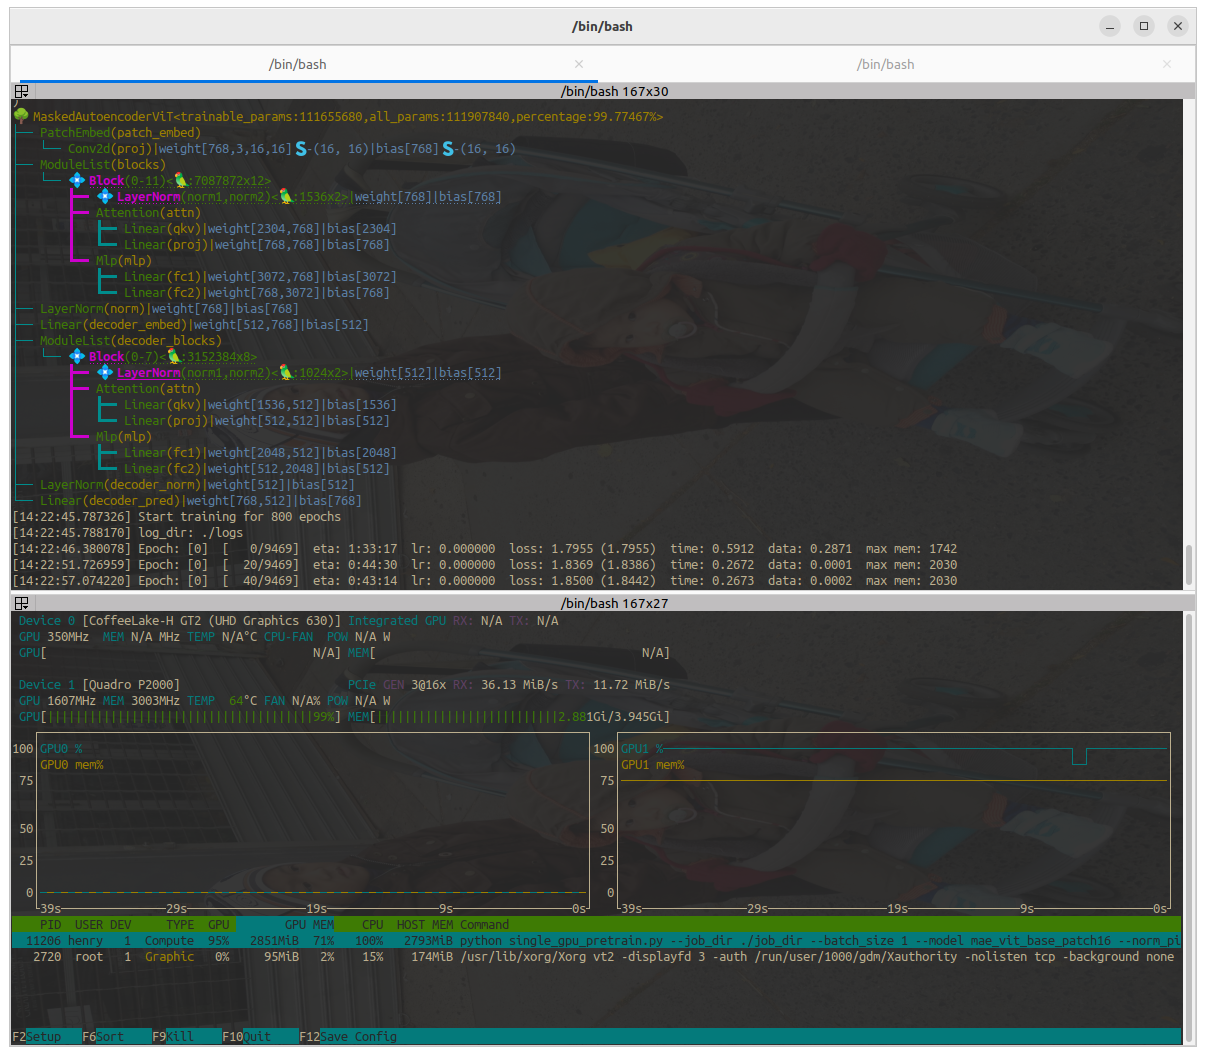 /bin/bash
/bin/bash
/bin/bash
/bin/bash 167x30
)
MaskedAutoencoderViT<trainable_params:111655680,all_params:111907840,percentage:99.77467%>
PatchEmbed(patch_embed)
Conv2d(proj)|weight[768,3,16,16]S-(16, 16)|bias[768]S-(16, 16)
ModuleList(blocks)
Block(0-11)<🦜:7087872x12>
LayerNorm(norm1,norm2)<🦜:1536x2>|weight[768]|bias[768]
Attention(attn)
Linear(qkv)|weight[2304,768]|bias[2304]
Linear(proj)|weight[768,768]|bias[768]
Mlp(mlp)
Linear(fc1)|weight[3072,768]|bias[3072]
Linear(fc2)|weight[768,3072]|bias[768]
LayerNorm(norm)|weight[768]|bias[768]
Linear(decoder_embed)|weight[512,768]|bias[512]
ModuleList(decoder_blocks)
Block(0-7)<🦜:3152384x8>
LayerNorm(norm1,norm2)<🦜:1024x2>|weight[512]|bias[512]
Attention(attn)
Linear(qkv)|weight[1536,512]|bias[1536]
Linear(proj)|weight[512,512]|bias[512]
Mlp(mlp)
Linear(fc1)|weight[2048,512]|bias[2048]
Linear(fc2)|weight[512,2048]|bias[512]
LayerNorm(decoder_norm)|weight[512]|bias[512]
Linear(decoder_pred)|weight[768,512]|bias[768]
[14:22:45.787326] Start training for 800 epochs
[14:22:45.788170] log_dir: ./logs
[14:22:46.380078] Epoch: [0] [ 0/9469] eta: 1:33:17 lr: 0.000000 loss: 1.7955 (1.7955) time: 0.5912 data: 0.2871 max mem: 1742
[14:22:51.726959] Epoch: [0] [ 20/9469] eta: 0:44:30 lr: 0.000000 loss: 1.8369 (1.8386) time: 0.2672 data: 0.0001 max mem: 2030
[14:22:57.074220] Epoch: [0] [ 40/9469] eta: 0:43:14 lr: 0.000000 loss: 1.8500 (1.8442) time: 0.2673 data: 0.0002 max mem: 2030
/bin/bash 167x27
Device 0 [CoffeeLake-H GT2 (UHD Graphics 630)] Integrated GPU RX: N/A TX: N/A
GPU 350MHz MEM N/A MHz TEMP N/A°C CPU-FAN POW N/A W
GPU[ N/A] MEM[ N/A]
Device 1 [Quadro P2000] PCIe GEN 3@16x RX: 36.13 MiB/s TX: 11.72 MiB/s
GPU 1607MHz MEM 3003MHz TEMP 64°C FAN N/A% POW N/A W
GPU[||||||||||||||||||||||||||||||||||||||99%] MEM[||||||||||||||||||||||||||2.881Gi/3.945Gi]
100 GPU0 % 100 GPU1 %
GPU0 mem% GPU1 mem%
75 75
50 50
25 25
0 0
39s 29s 19s 9s 0s 39s 29s 19s 9s 0s
PID USER DEV TYPE GPU GPU MEM CPU HOST MEM Command
11206 henry 1 Compute 95% 2851MiB 71% 100% 2793MiB python single_gpu_pretrain.py --job_dir ./job_dir --batch_size 1 --model mae_vit_base_patch16 --norm_pi
2720 root 1 Graphic 0% 95MiB 2% 15% 174MiB /usr/lib/xorg/Xorg vt2 -displayfd 3 -auth /run/user/1000/gdm/Xauthority -nolisten tcp -background none
F2Setup F6Sort F9Kill F10Quit F12Save Config